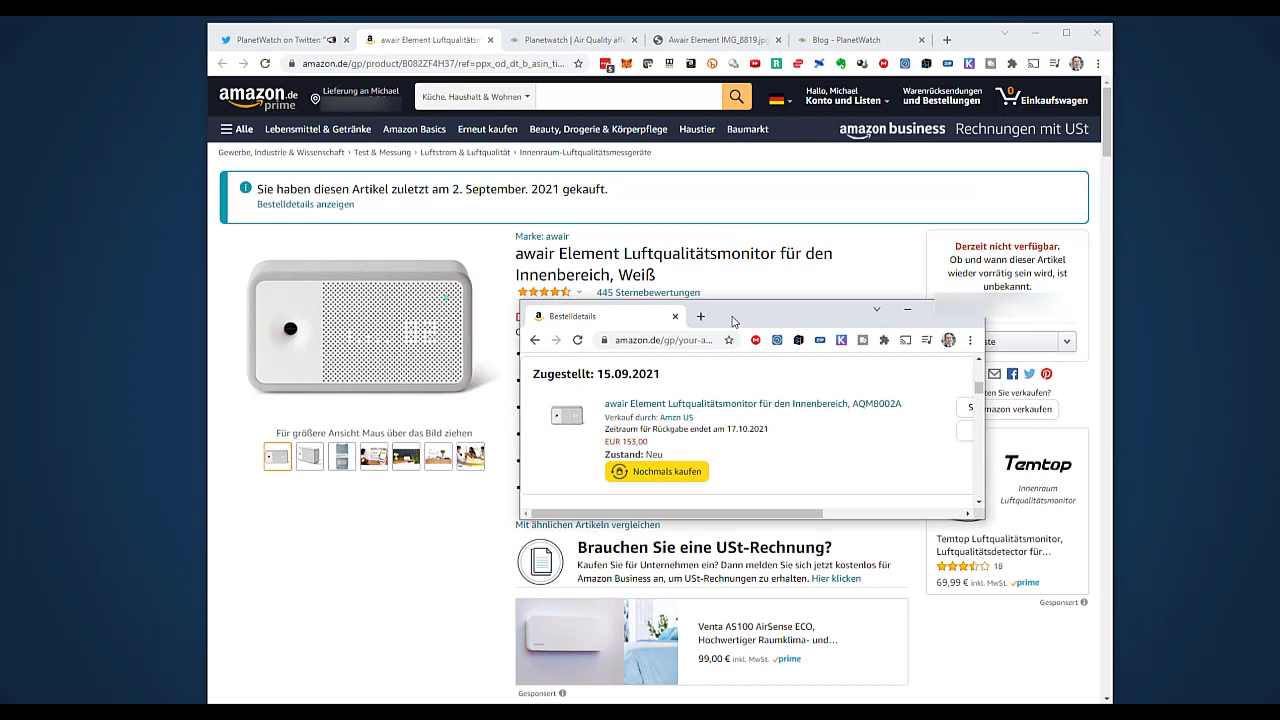 PlanetWatch on Twitter: "
awair Element Luftqualitäts
Planetwatch | Air Quality aff
Awair Element IMG_8819.jpg
Blog - PlanetWatch
amazon.de/gp/product/B082ZF4H37/ref=ppx_od_dt_b_asin_ti...
5
amazon.de
prime
Lieferung an Michael
Küche, Haushalt & Wohnen
Hallo, Michael
Konto und Listen
Warenrücksendungen
und Bestellungen
0
Einkaufswagen
Alle
Lebensmittel & Getränke
Amazon Basics
Erneut kaufen
Beauty, Drogerie & Körperpflege
Haustier
Baumarkt
amazon business
Rechnungen mit USt
Gewerbe, Industrie & Wissenschaft › Test & Messung › Luftstrom & Luftqualität › Innenraum-Luftqualitätsmessgeräte
Sie haben diesen Artikel zuletzt am 2. September. 2021 gekauft.
Bestelldetails anzeigen
Marke: awair
awair Element Luftqualitätsmonitor für den
Innenbereich, Weiß
445 Sternebewertungen
Für größere Ansicht Maus über das Bild ziehen
Derzeit nicht verfügbar.
Ob und wann dieser Artikel
wieder vorrätig sein wird, ist
unbekannt.
ste
ten Sie verkaufen?
mazon verkaufen
Bestelldetails
amazon.de/gp/your-a...
Zugestellt: 15.09.2021
awair Element Luftqualitätsmonitor für den Innenbereich, AQM8002A
Verkauf durch: Amzn US
Zeitraum für Rückgabe endet am 17.10.2021
EUR 153,00
Zustand: Neu
Nochmals kaufen
S
Mit ähnlichen Artikeln vergleichen
Brauchen Sie eine USt-Rechnung?
Kaufen Sie für Unternehmen ein? Dann melden Sie sich jetzt kostenlos für
Amazon Business an, um USt-Rechnungen zu erhalten. Hier klicken
Venta AS100 AirSense ECO,
Hochwertiger Raumklima- und...
99,00 € inkl. MwSt. prime
Gesponsert
Temtop
Innenraum
Luftqualitätsmonitor
Temtop Luftqualitätsmonitor,
Luftqualitätsdetector für...
18
69,99 € inkl. MwSt. prime
Gesponsert